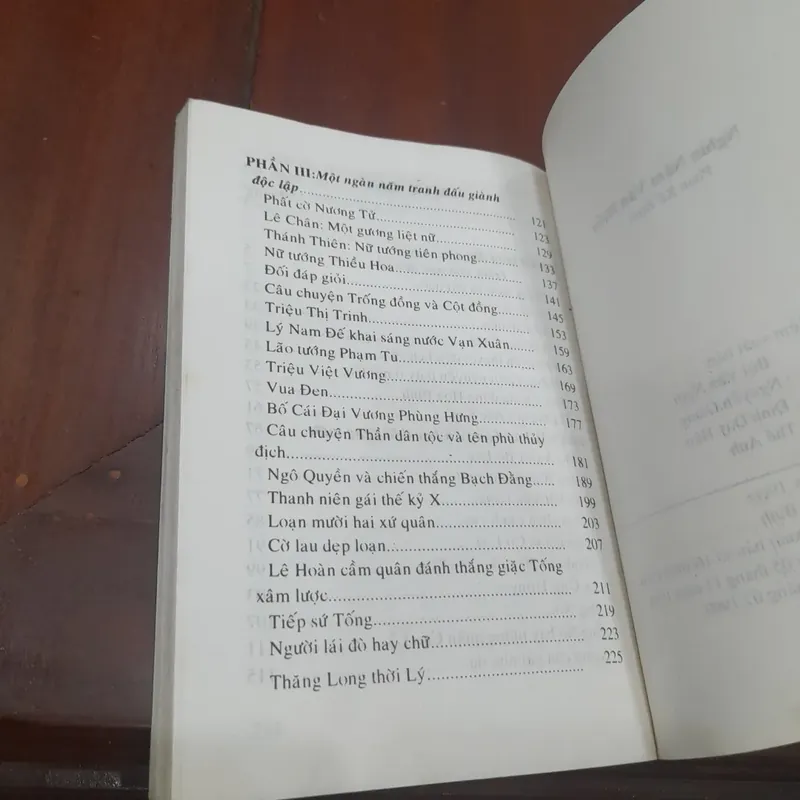 PHẦN III:Một ngàn năm tranh đấu giành
độc lập........................................ 121
Phất cờ Nương Tử........................ 123
Lê Chân: Một gương liệt nữ................ 129
Thánh Thiên: Nữ tướng tiên phong......... 133
Nữ tướng Thiều Hoa...................... 137
Đối đáp giỏi............................. 141
Câu chuyện Trống đồng và Cột đồng....... 145
Triệu Thị Trinh........................... 153
Lý Nam Đế khai sáng nước Vạn Xuân....... 159
Lão tướng Phạm Tu....................... 163
Triệu Việt Vương......................... 169
Vua Đen................................. 173
Bố Cái Đại Vương Phùng Hưng............. 177
Câu chuyện Thần dân tộc và tên phù thủy
địch..................................... 181
Ngô Quyền và chiến thắng Bạch Đằng...... 189
Thanh niên gái thế kỷ X................... 199
Loạn mười hai xứ quân................... 203
Cờ lau dẹp loạn.......................... 207
Lê Hoàn cầm quân đánh thắng giặc Tống
xâm lược................................. 211
Tiếp sứ Tống............................. 219
Người lái đò hay chữ..................... 223
Thăng Long thời Lý....................... 225